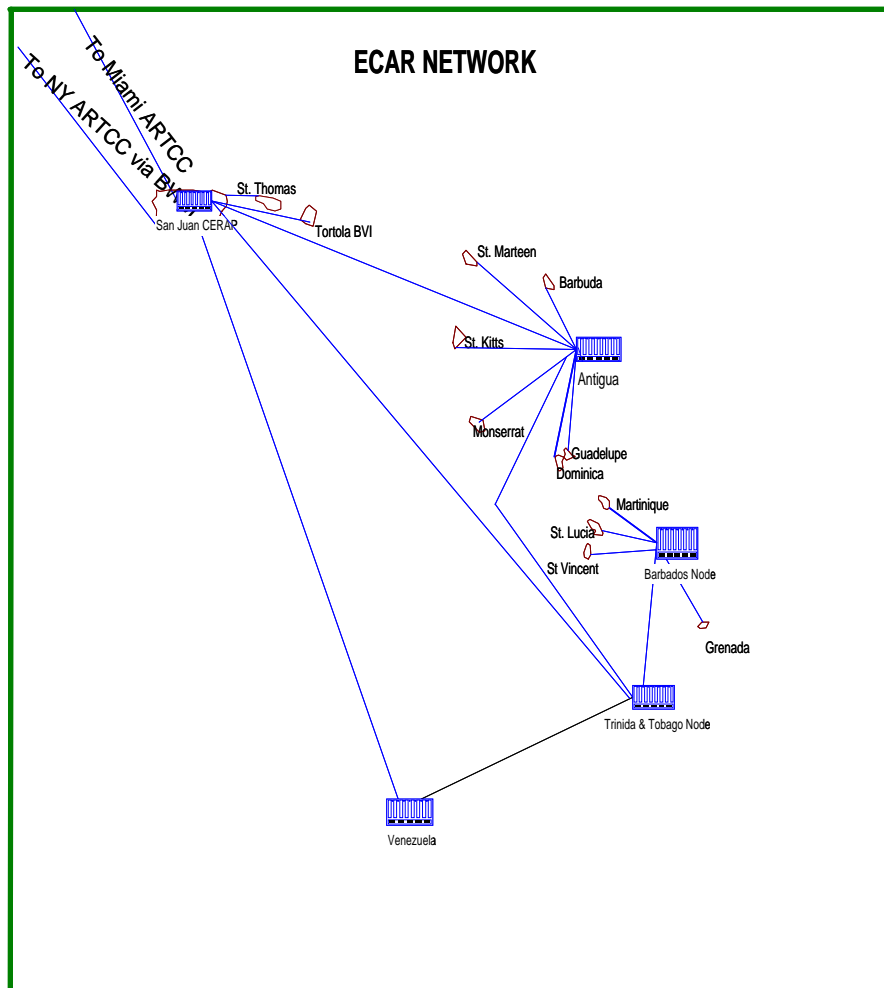 ECAR NETWORK
To Miami ARTCC
To NY ARTCC via
St. Thomas
San Juan CERAP
Tortola BVI
St. Marteen
Barbuda
St. Kitts
Antigua
Monserrat
Guadelupe
Dominica
Martinique
St. Lucia
St Vincent
Barbados Node
Grenada
Trinida & Tobago Node
Venezuela